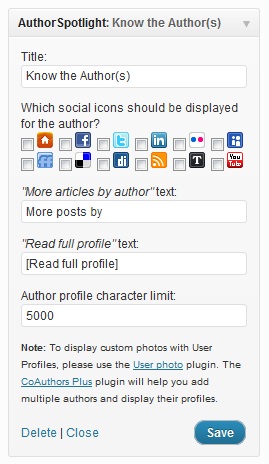 AuthorSpotlight: Know the Author(s)
Title:
Know the Author(s)
Which social icons should be displayed
for the author?
"More articles by author" text:
More posts by
"Read full profile" text:
[Read full profile]
Author profile character limit:
5000
Note: To display custom photos with User
Profiles, please use the User photo plugin. The
CoAuthors Plus plugin will help you add
multiple authors and display their profiles.
Delete | Close
Save